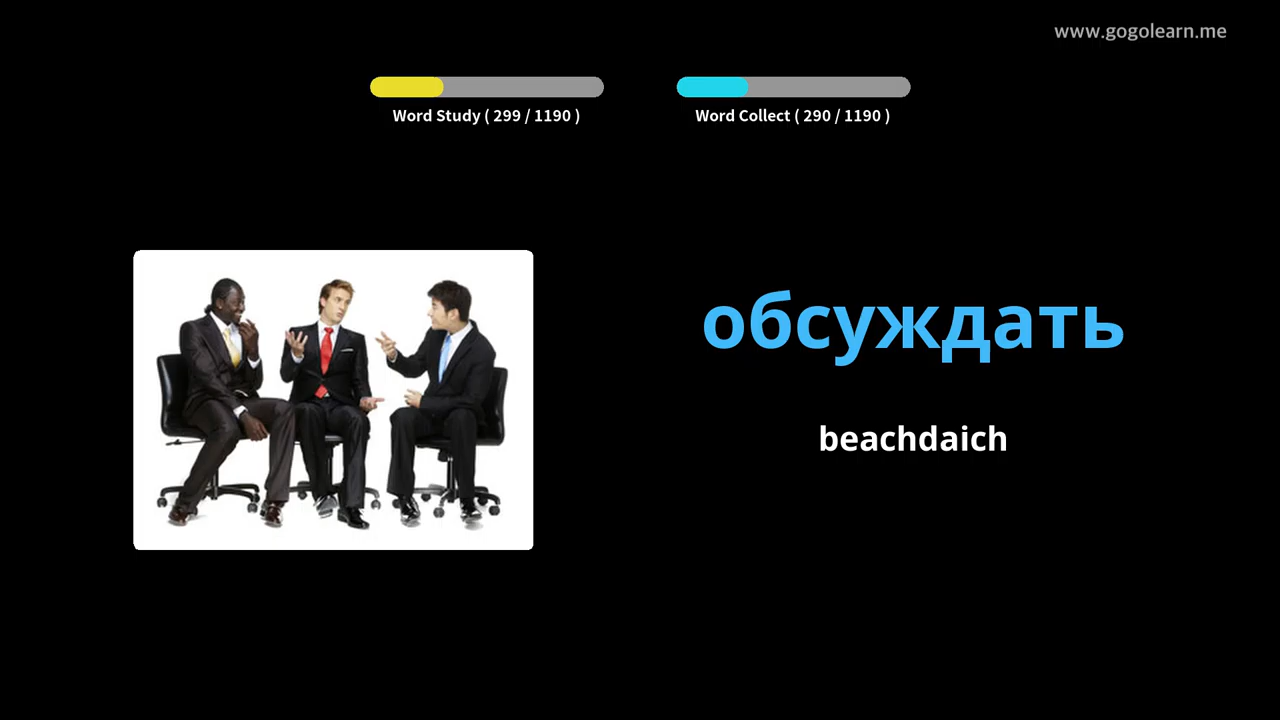 www.gogolearn.me
Word Study ( 299 / 1190 )
Word Collect ( 290 / 1190 )
обсуждать
beachdaich